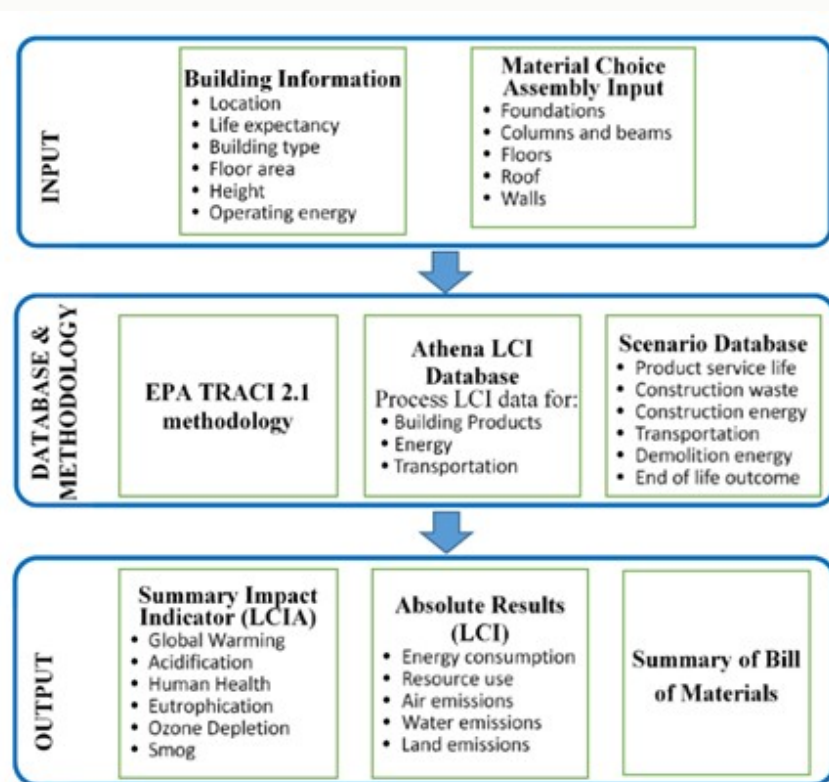 INPUT
Building Information
• Location
• Life expectancy
• Building type
• Floor area
• Height
• Operating energy
Material Choice
Assembly Input
• Foundations
• Columns and beams
• Floors
• Roof
• Walls
DATABASE &
METHODOLOGY
EPA TRACI 2.1
methodology
Athena LCI
Database
Process LCI data for:
• Building Products
• Energy
• Transportation
Scenario Database
• Product service life
• Construction waste
• Construction energy
• Transportation
• Demolition energy
• End of life outcome
OUTPUT
Summary Impact
Indicator (LCIA)
• Global Warming
• Acidification
• Human Health
• Eutrophication
• Ozone Depletion
• Smog
Absolute Results
(LCI)
• Energy consumption
• Resource use
• Air emissions
• Water emissions
• Land emissions
Summary of Bill
of Materials